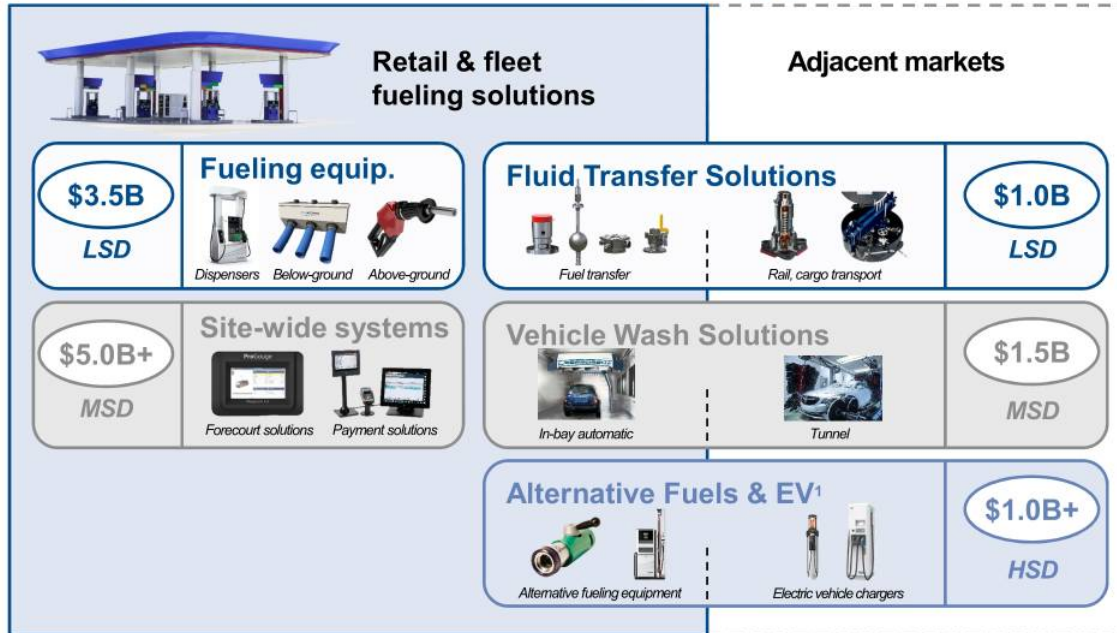 Retail & fleet
fueling solutions
Adjacent markets
$3.5B
LSD
Fueling equip.
Dispensers
Below-ground
Above-ground
Fluid Transfer Solutions
Fuel transfer
Rail, cargo transport
$1.0B
LSD
$5.0B+
MSD
Site-wide systems
ProGauge
Forecourt solutions
Payment solutions
Vehicle Wash Solutions
In-bay automatic
Tunnel
$1.5B
MSD
Alternative Fuels & EV¹
Alternative fueling equipment
Electric vehicle chargers
$1.0B+
HSD